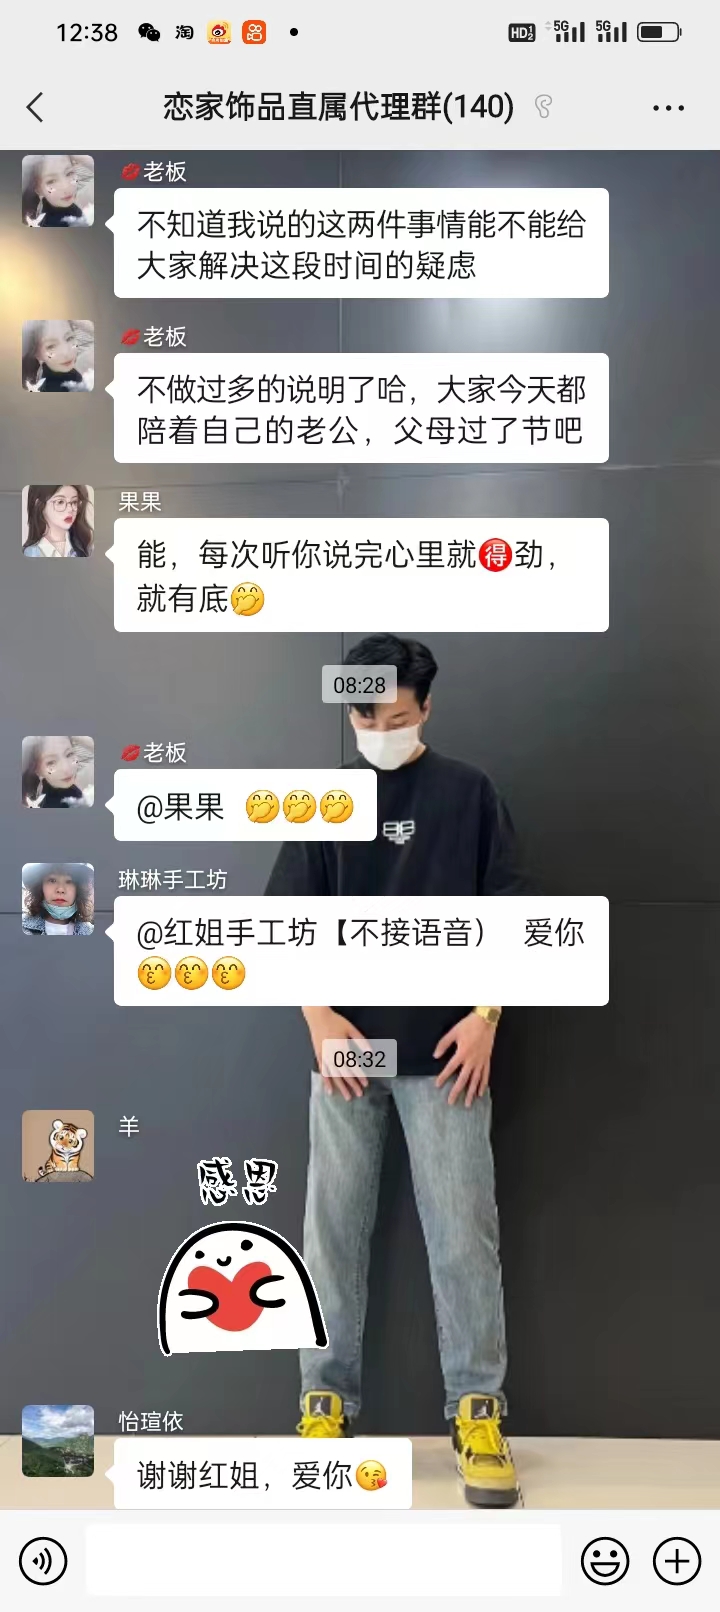 12:38 淘 HD 1 2 5G 5G
恋家饰品直属代理群(140)
💋老板
不知道我说的这两件事情能不能给
大家解决这段时间的疑虑
💋老板
不做过多的说明了哈，大家今天都
陪着自己的老公，父母过了节吧
果果
能，每次听你说完心里就🉐劲，
就有底🤭
08:28
💋老板
@果果 🤭🤭🤭
琳琳手工坊
@红姐手工坊【不接语音） 爱你
😙😙😙
08:32
羊
感恩
怡瑄依
谢谢红姐，爱你😘